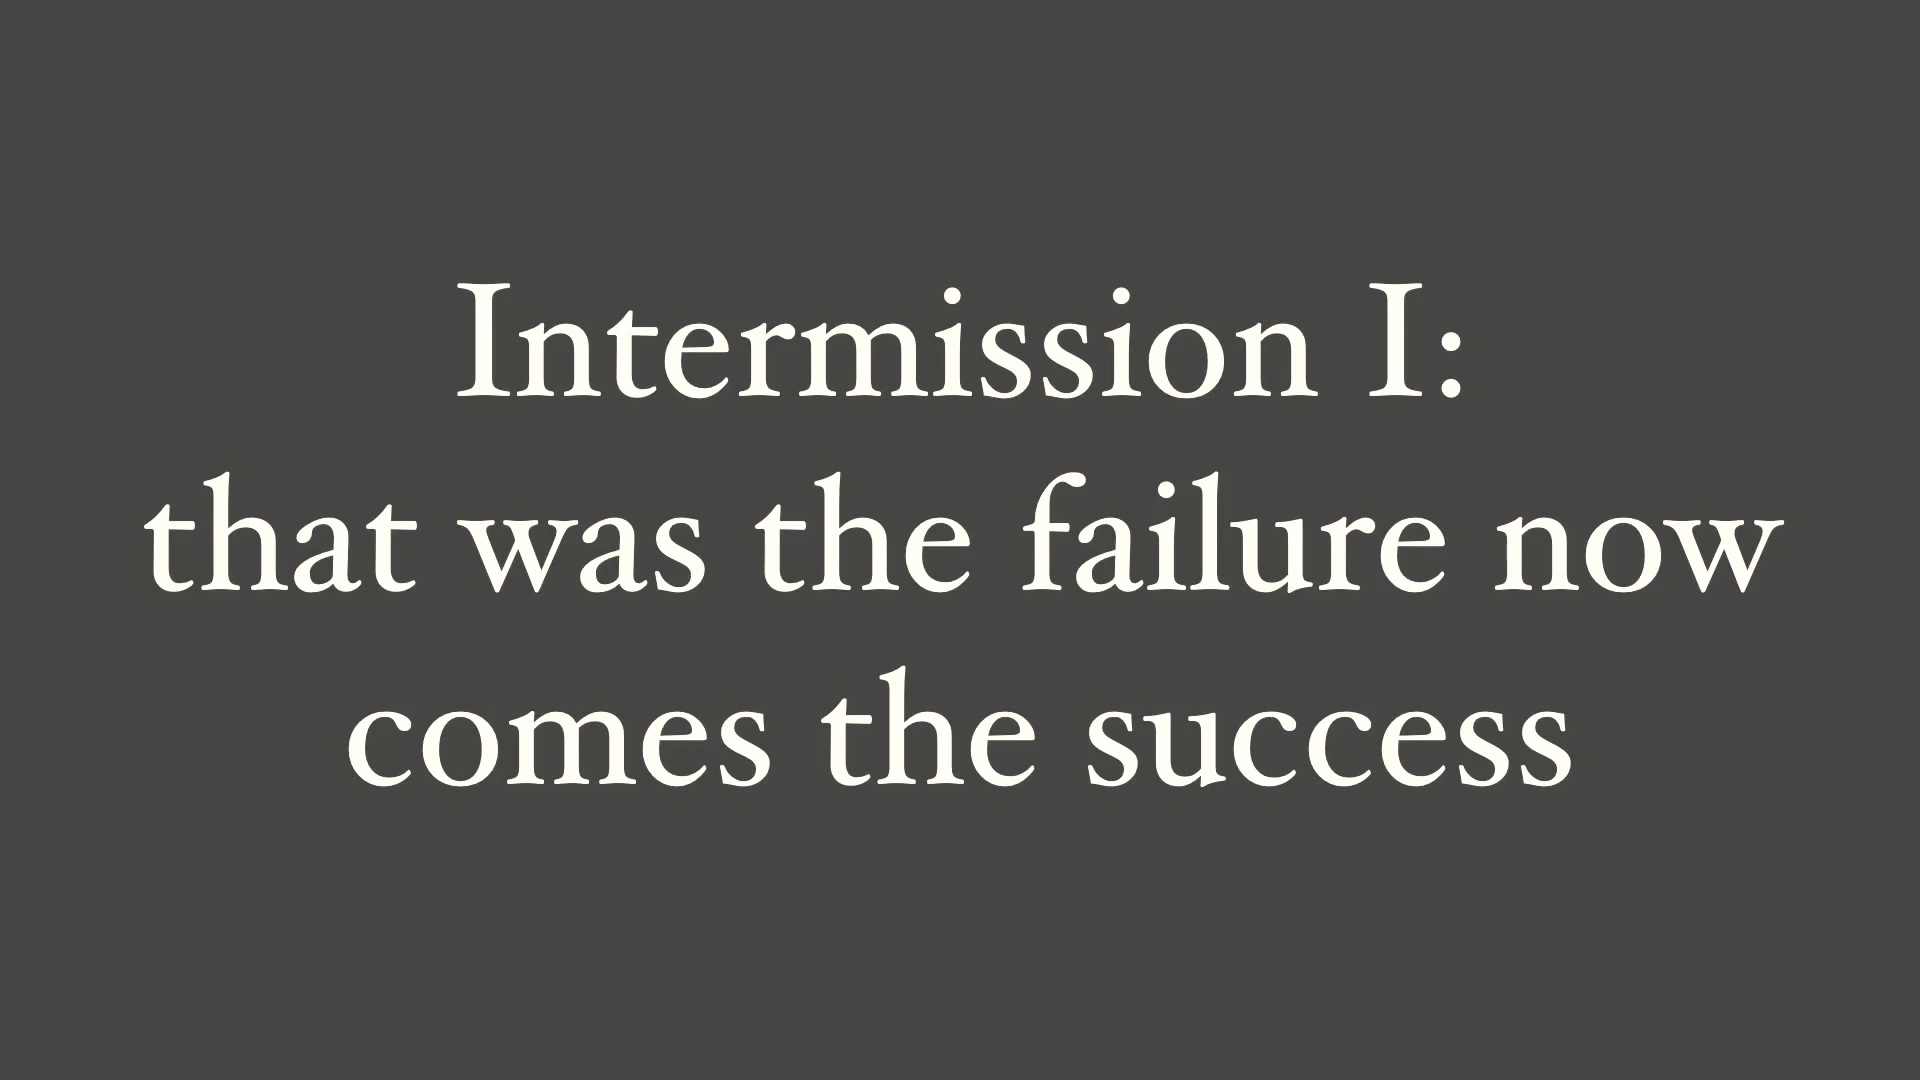 Intermission I:
that was the failure now
comes the success